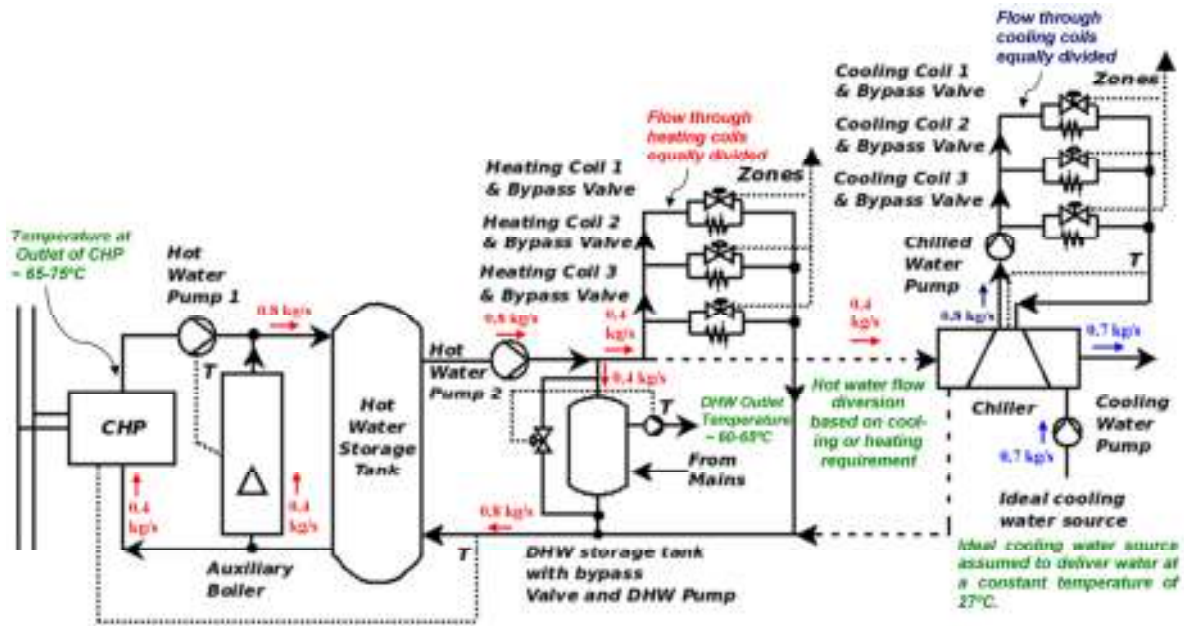 Flow through
cooling coils
equally divided
Cooling Coil 1
& Bypass Valve
Zones
Cooling Coil 2
& Bypass Valve
Cooling Coil 3
& Bypass Valve
Flow through
heating coils
equally divided
Heating Coil 1
& Bypass Valve
Zones
Heating Coil 2
& Bypass Valve
Heating Coil 3
& Bypass Valve
Chilled
Water
Pump
T
Temperature at
Outlet of CHP
~ 65-75ºC
Hot
Water
Pump 1
0.8 kg/s
T
0.8 kg/s
0.4
kg/s
0.4
kg/s
0.8 kg/s
0.7 kg/s
Hot
Water
Pump 2
0.4 kg/s
CHP
Hot
Water
Storage
Tank
T
DHW Outlet
Temperature
~ 60-65ºC
Hot water flow
diversion
based on cool-
ing or heating
requirement
Chiller
Cooling
Water
Pump
0.7 kg/s
From
Mains
0.4
kg/s
0.4
kg/s
0.8 kg/s
Ideal cooling
water source
T
Auxiliary
Boiler
DHW storage tank
with bypass
Valve and DHW Pump
Ideal cooling water source
assumed to deliver water at
a constant temperature of
27ºC.